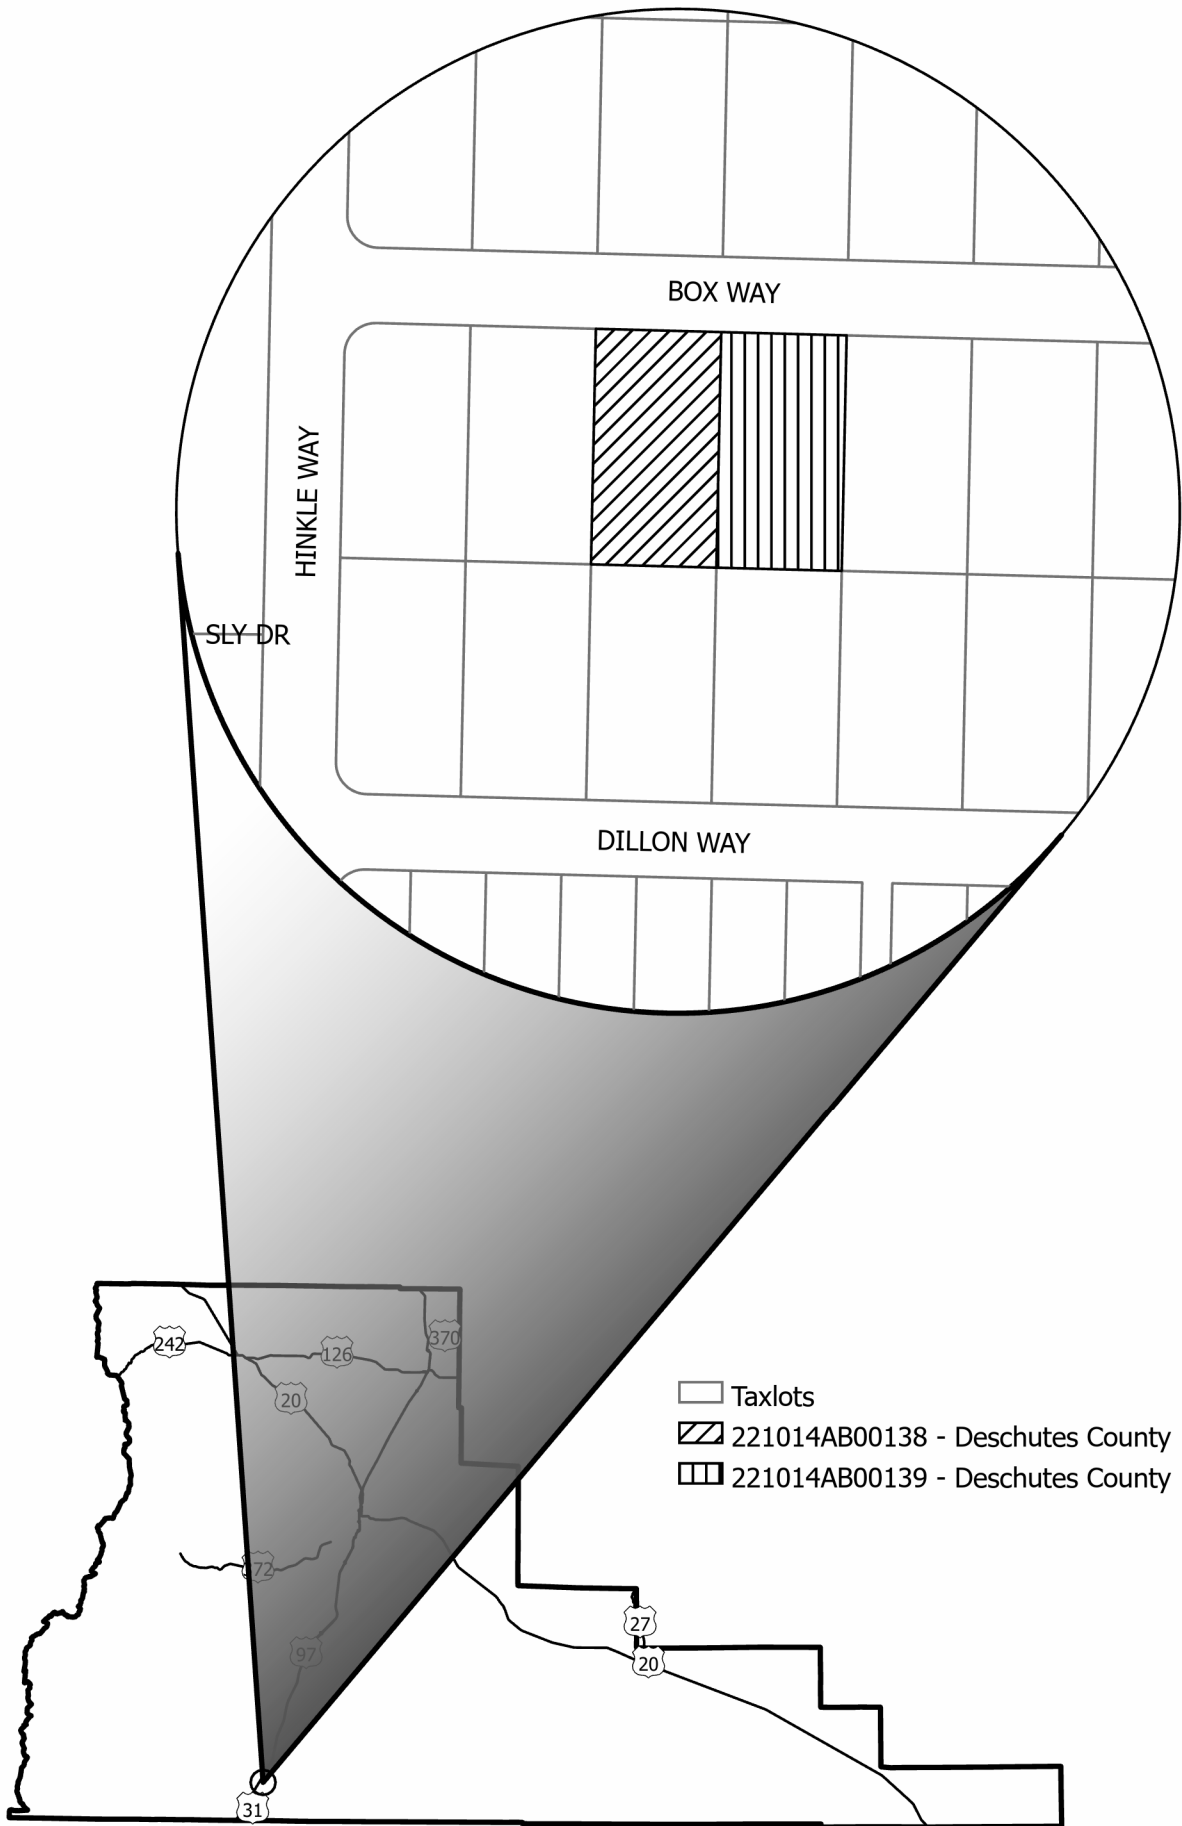 BOX WAY
HINKLE WAY
SLY DR
DILLON WAY
370
242
126
20
Taxlots
221014AB00138 - Deschutes County
221014AB00139 - Deschutes County
27
97
20
31